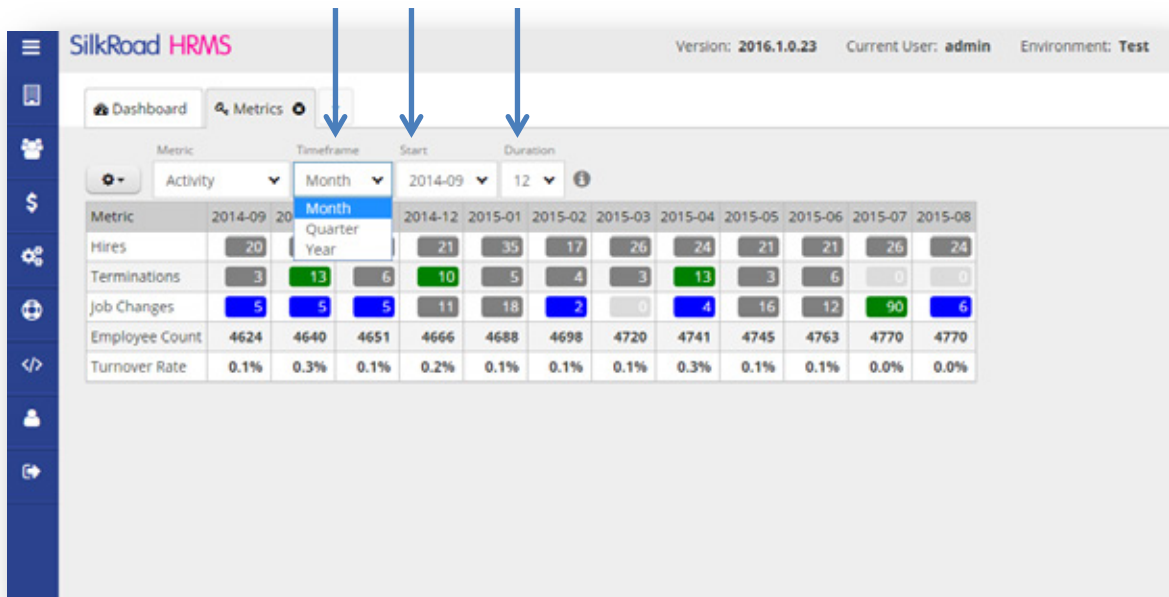 SilkRoad HRMS
Version: 2016.1.0.23 Current User: admin Environment: Test
Dashboard Metrics
Metric Timeframe Start Duration
Activity Month 2014-09 12
Metric 2014-09 20 2014-12 2015-01 2015-02 2015-03 2015-04 2015-05 2015-06 2015-07 2015-08
Month
Quarter
Year
Hires 20 21 35 17 26 24 21 21 26 24
Terminations 3 13 6 10 5 4 3 13 3 6 0 0
Job Changes 5 5 5 11 18 2 0 4 16 12 90 6
Employee Count 4624 4640 4651 4666 4688 4698 4720 4741 4745 4763 4770 4770
Turnover Rate 0.1% 0.3% 0.1% 0.2% 0.1% 0.1% 0.1% 0.3% 0.1% 0.1% 0.0% 0.0%